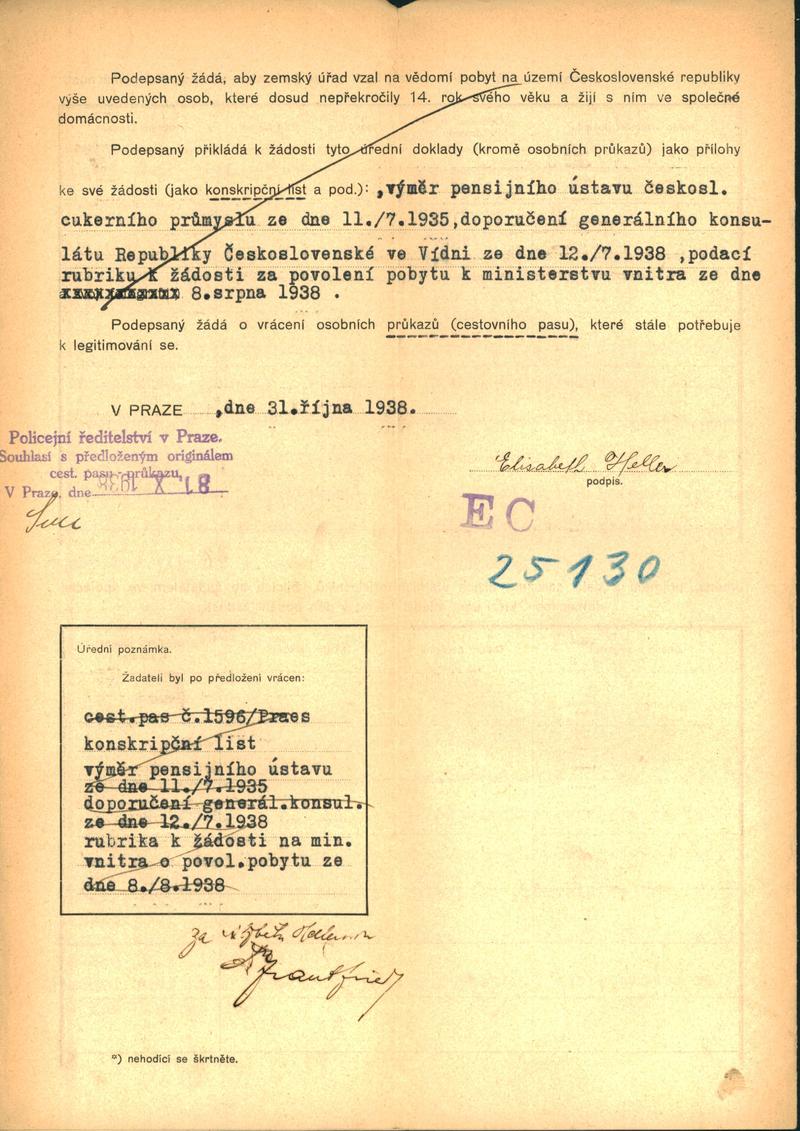 Podepsaný žádá, aby zemský úřad vzal na vědomí pobyt na území Československé republiky
výše uvedených osob, které dosud nepřekročily 14. rok svého věku a žijí s ním ve společné
domácnosti.
Podepsaný přikládá k žádosti tyto úřední doklady (kromě osobních průkazů) jako přílohy
ke své žádosti (jako konskripční list a pod.): ,výměr pensijního ústavu českosl.
cukerního průmyslu ze dne 11./7.1935,doporučení generálního konsu-
látu Republiky Československé ve Vídni ze dne 12./7.1938 ,podací
rubriku k žádosti za povolení pobytu k ministerstvu vnitra ze dne
8.srpna 1938 .
Podepsaný žádá o vrácení osobních průkazů (cestovního pasu), které stále potřebuje
k legitimování se.
V PRAZE ,dne 31.října 1938.
Policejní ředitelství v Praze.
Souhlasí s předloženým originálem
cest. pasu - průkazu,
V Praze, dne
Elisabeth Heller
podpis.
EC
25130
Úřední poznámka.
Žadateli byl po předložení vrácen:
cest.pas č.1596/Praes
konskripční list
výměr pensijního ústavu
ze dne 11./7.1935
doporučení generál.konsul.
ze dne 12./7.1938
rubrika k žádosti na min.
vnitra o povol.pobytu ze
dne 8./8.1938
za
*) nehodící se škrtněte.